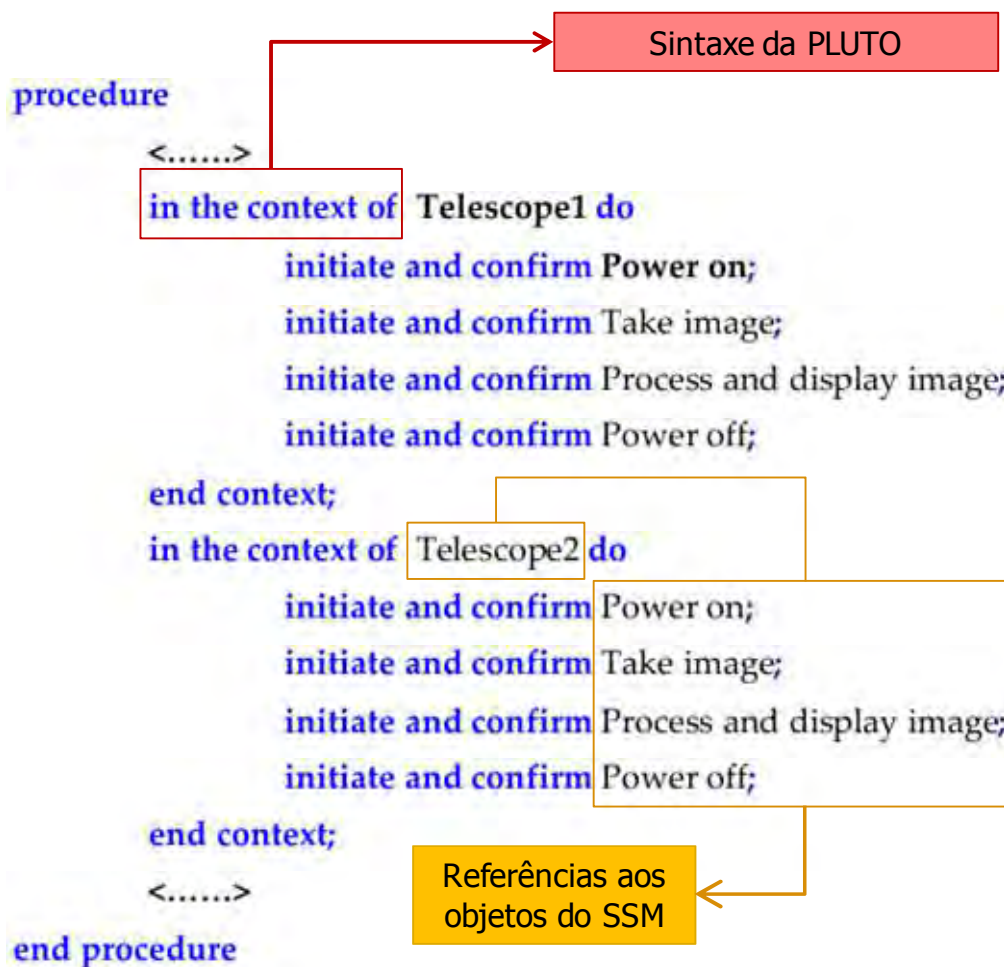 Sintaxe da PLUTO
procedure
<......>
in the context of Telescope1 do
initiate and confirm Power on;
initiate and confirm Take image;
initiate and confirm Process and display image;
initiate and confirm Power off;
end context;
in the context of Telescope2 do
initiate and confirm Power on;
initiate and confirm Take image;
initiate and confirm Process and display image;
initiate and confirm Power off;
end context;
Referências aos
objetos do SSM
<......>
end procedure